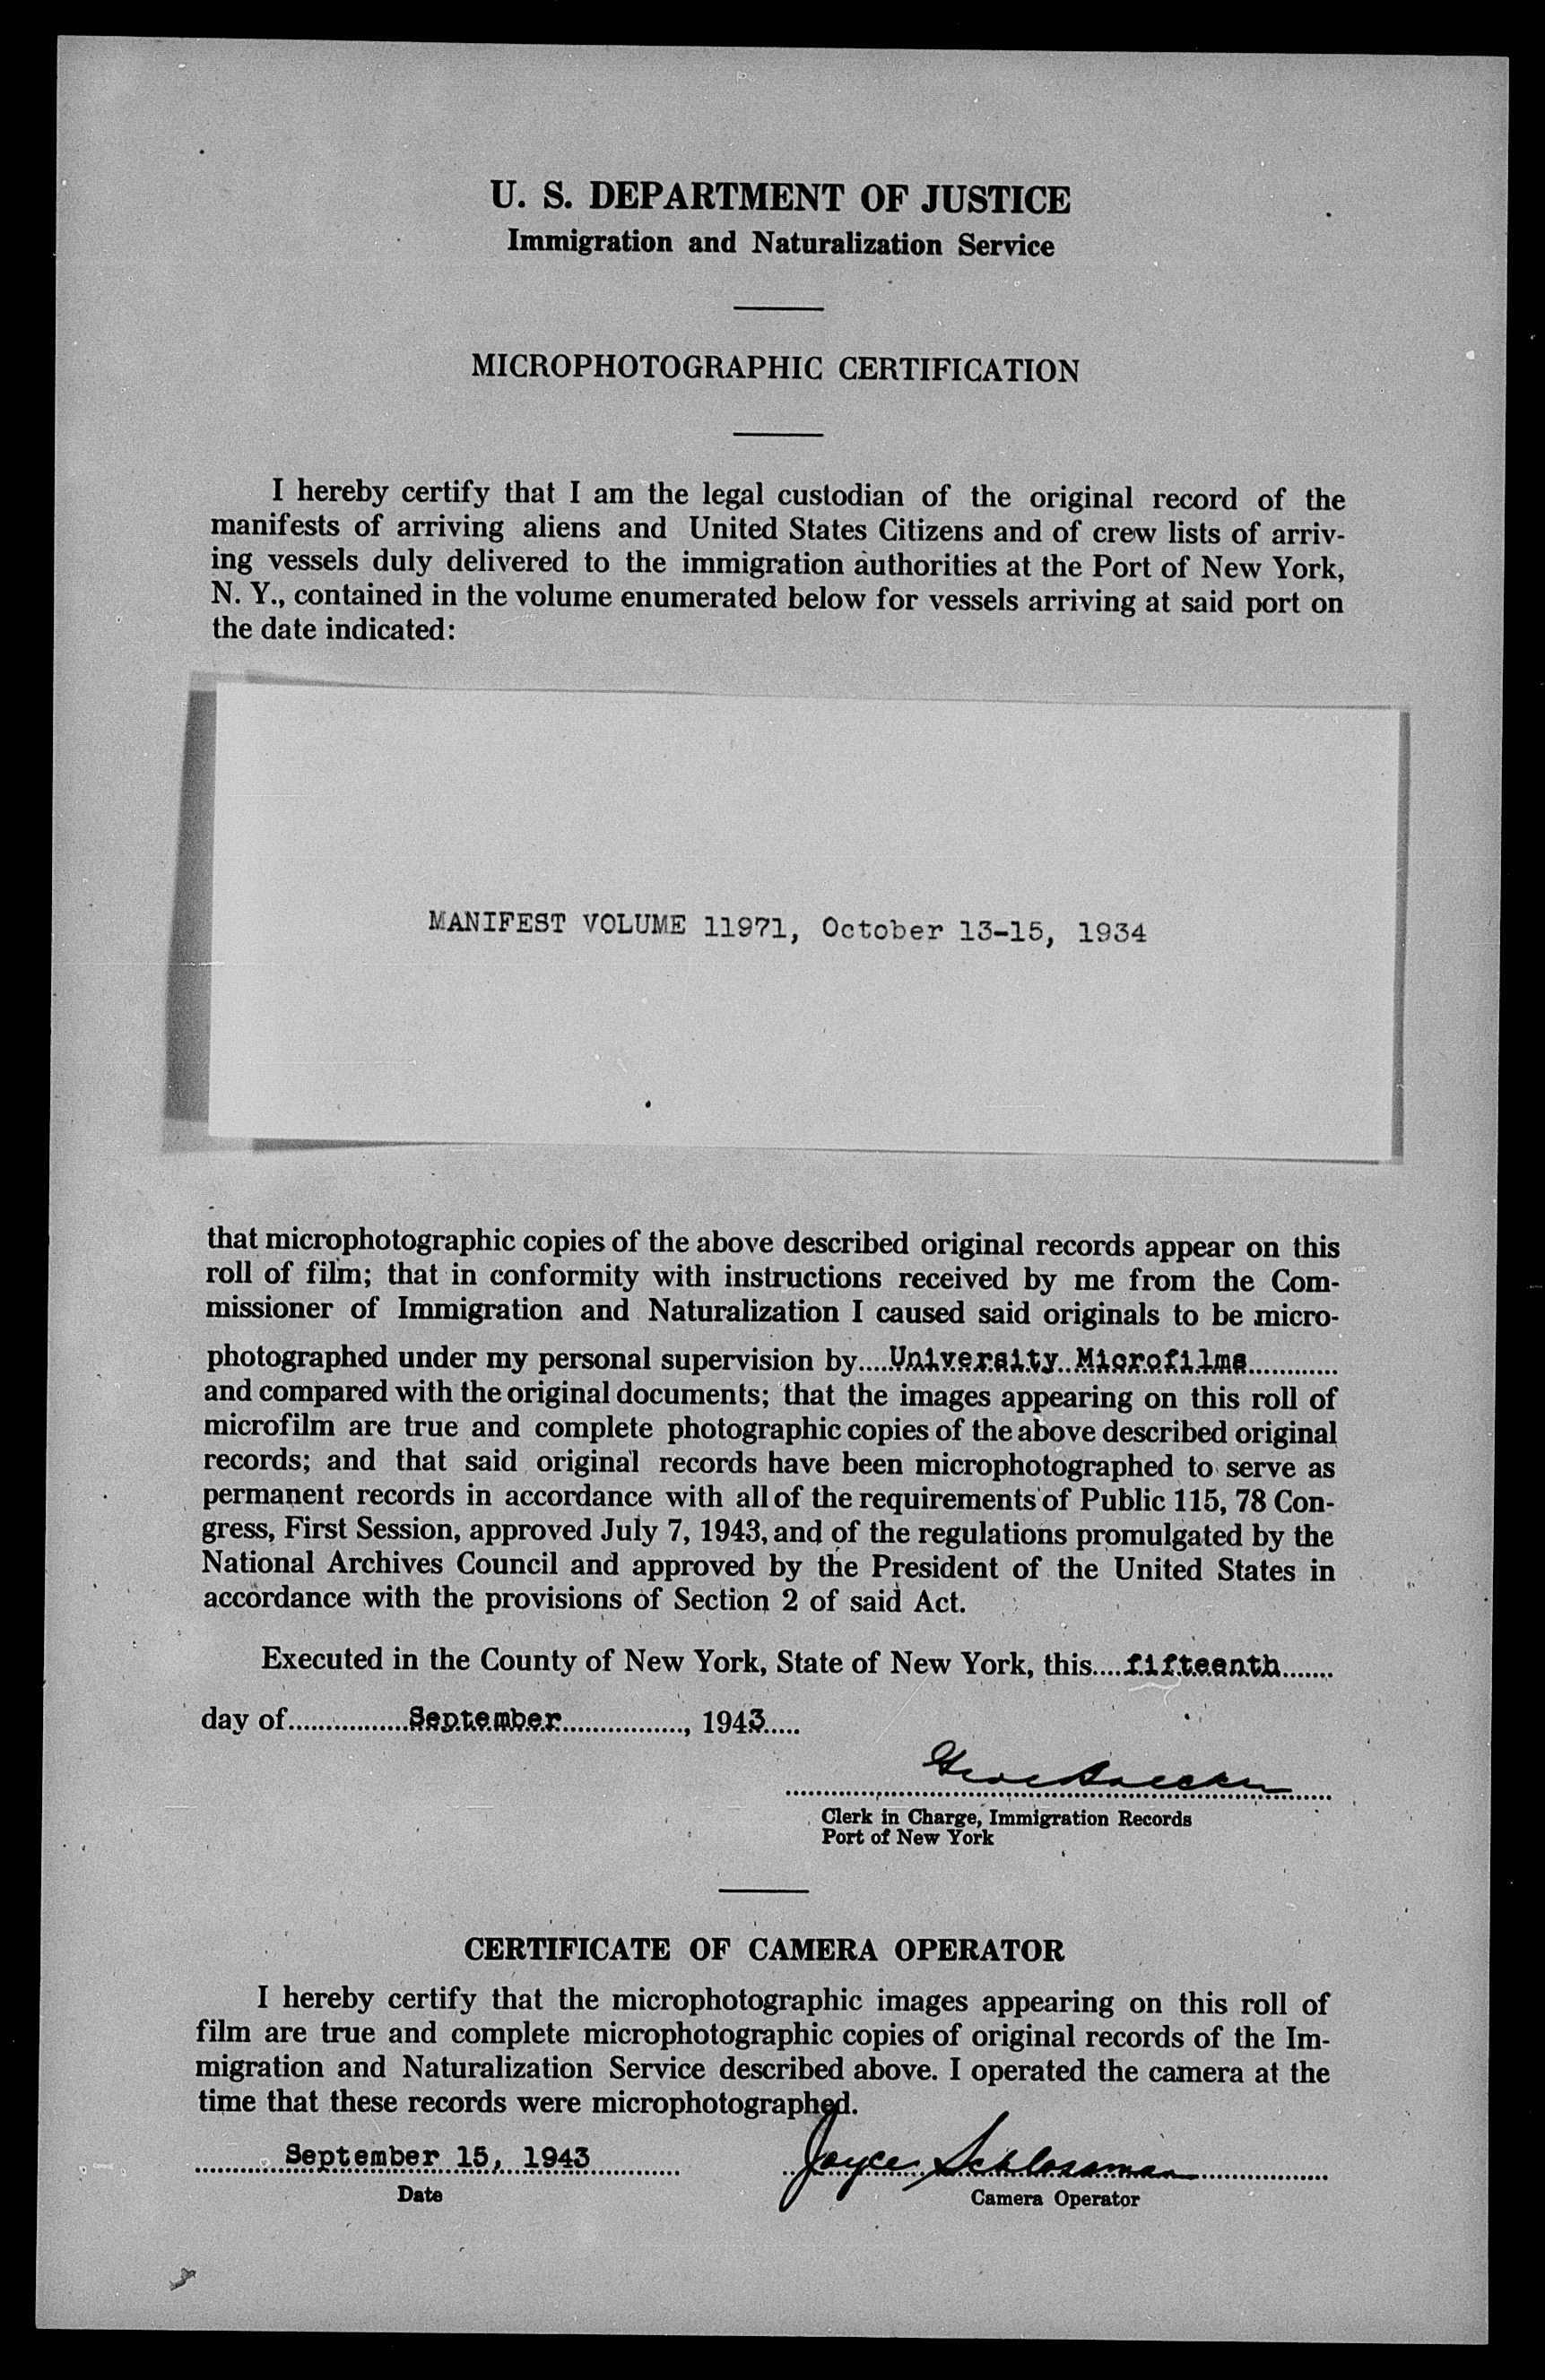 U. S. DEPARTMENT OF JUSTICE
Immigration and Naturalization Service
MICROPHOTOGRAPHIC CERTIFICATION
I hereby certify that I am the legal custodian of the original record of the
manifests of arriving aliens and United States Citizens and of crew lists of arriv-
ing vessels duly delivered to the immigration authorities at the Port of New York,
N. Y., contained in the volume enumerated below for vessels arriving at said port on
the date indicated:
MANIFEST VOLUME 11971, October 13-15, 1934
that microphotographic copies of the above described original records appear on this
roll of film; that in conformity with instructions received by me from the Com-
missioner of Immigration and Naturalization I caused said originals to be micro-
photographed under my personal supervision by....University Microfilms............
and compared with the original documents; that the images appearing on this roll of
microfilm are true and complete photographic copies of the above described original
records; and that said original records have been microphotographed to serve as
permanent records in accordance with all of the requirements of Public 115, 78 Con-
gress, First Session, approved July 7, 1943, and of the regulations promulgated by the
National Archives Council and approved by the President of the United States in
accordance with the provisions of Section 2 of said Act.
Executed in the County of New York, State of New York, this....fifteenth.......
day of................September................, 1943.....
Clerk in Charge, Immigration Records
Port of New York
CERTIFICATE OF CAMERA OPERATOR
I hereby certify that the microphotographic images appearing on this roll of
film are true and complete microphotographic copies of original records of the Im-
migration and Naturalization Service described above. I operated the camera at the
time that these records were microphotographed.
September 15, 1943 Joyce Schlossman
Date Camera Operator